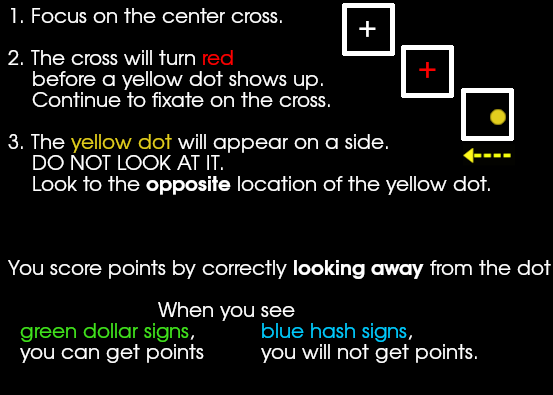 1. Focus on the center cross.
2. The cross will turn red
before a yellow dot shows up.
Continue to fixate on the cross.
3. The yellow dot will appear on a side.
DO NOT LOOK AT IT.
Look to the opposite location of the yellow dot.
You score points by correctly looking away from the dot
When you see
green dollar signs, blue hash signs,
you can get points you will not get points.